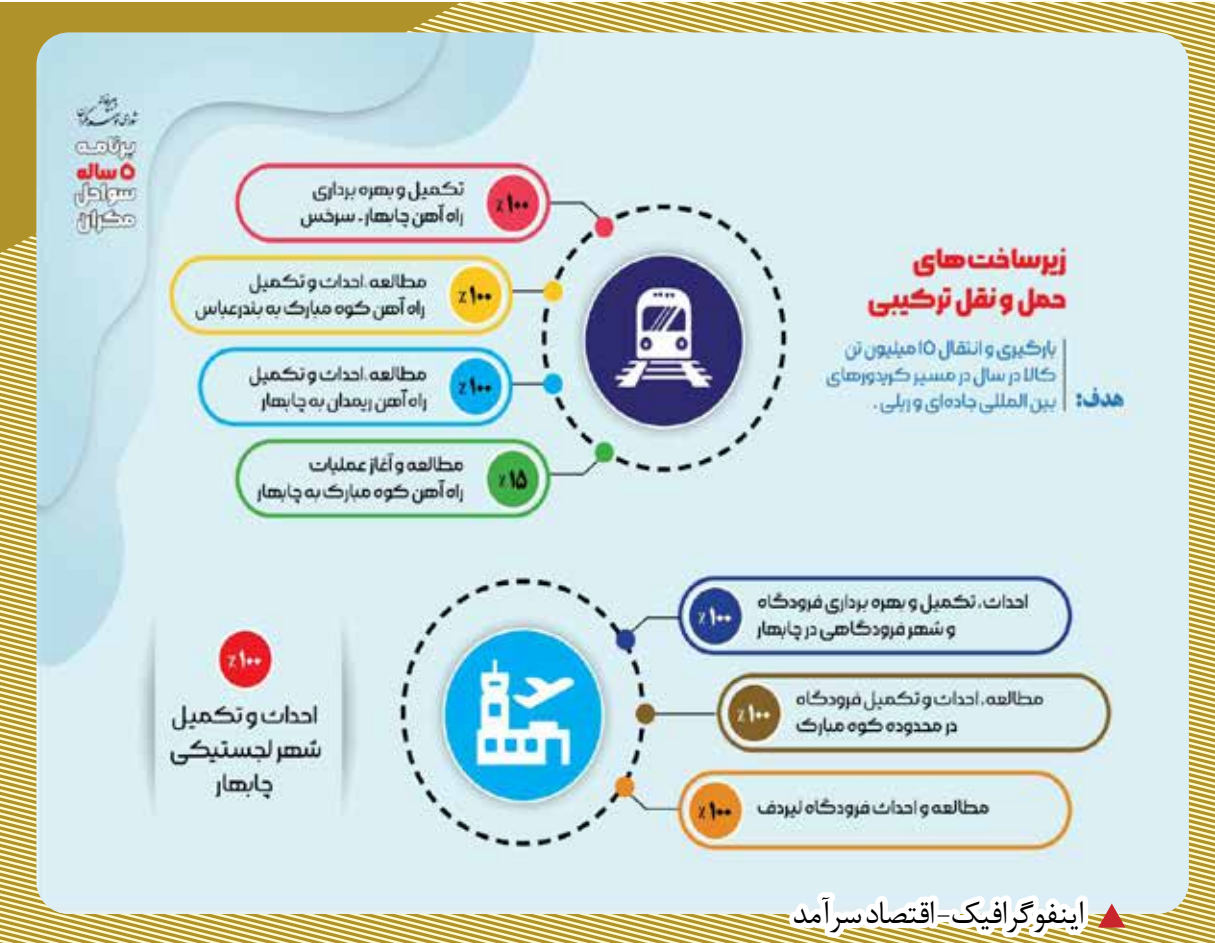 برنامه
۵ ساله
سواحل
مکران
زیرساخت‌های
حمل و نقل ترکیبی
هدف:
بارگیری و انتقال ۱۵ میلیون تن
کالا در سال در مسیر کریدورهای
بین المللی جاده‌ای و ریلی .
٪۱۰۰
تکمیل و بهره برداری
راه آهن چابهار ـ سرخس
٪۱۰۰
مطالعه، احداث و تکمیل
راه آهن کوه مبارک به بندرعباس
٪۱۰۰
مطالعه، احداث و تکمیل
راه آهن ریمدان به چابهار
٪۱۵
مطالعه و آغاز عملیات
راه آهن کوه مبارک به چابهار
٪۱۰۰
احداث، تکمیل و بهره برداری فرودگاه
و شهر فرودگاهی در چابهار
٪۱۰۰
مطالعه، احداث و تکمیل فرودگاه
در محدوده کوه مبارک
٪۱۰۰
مطالعه و احداث فرودگاه لیردف
٪۱۰۰
احداث و تکمیل
شهر لجستیکی
چابهار
اینفوگرافیک-اقتصاد سرآمد